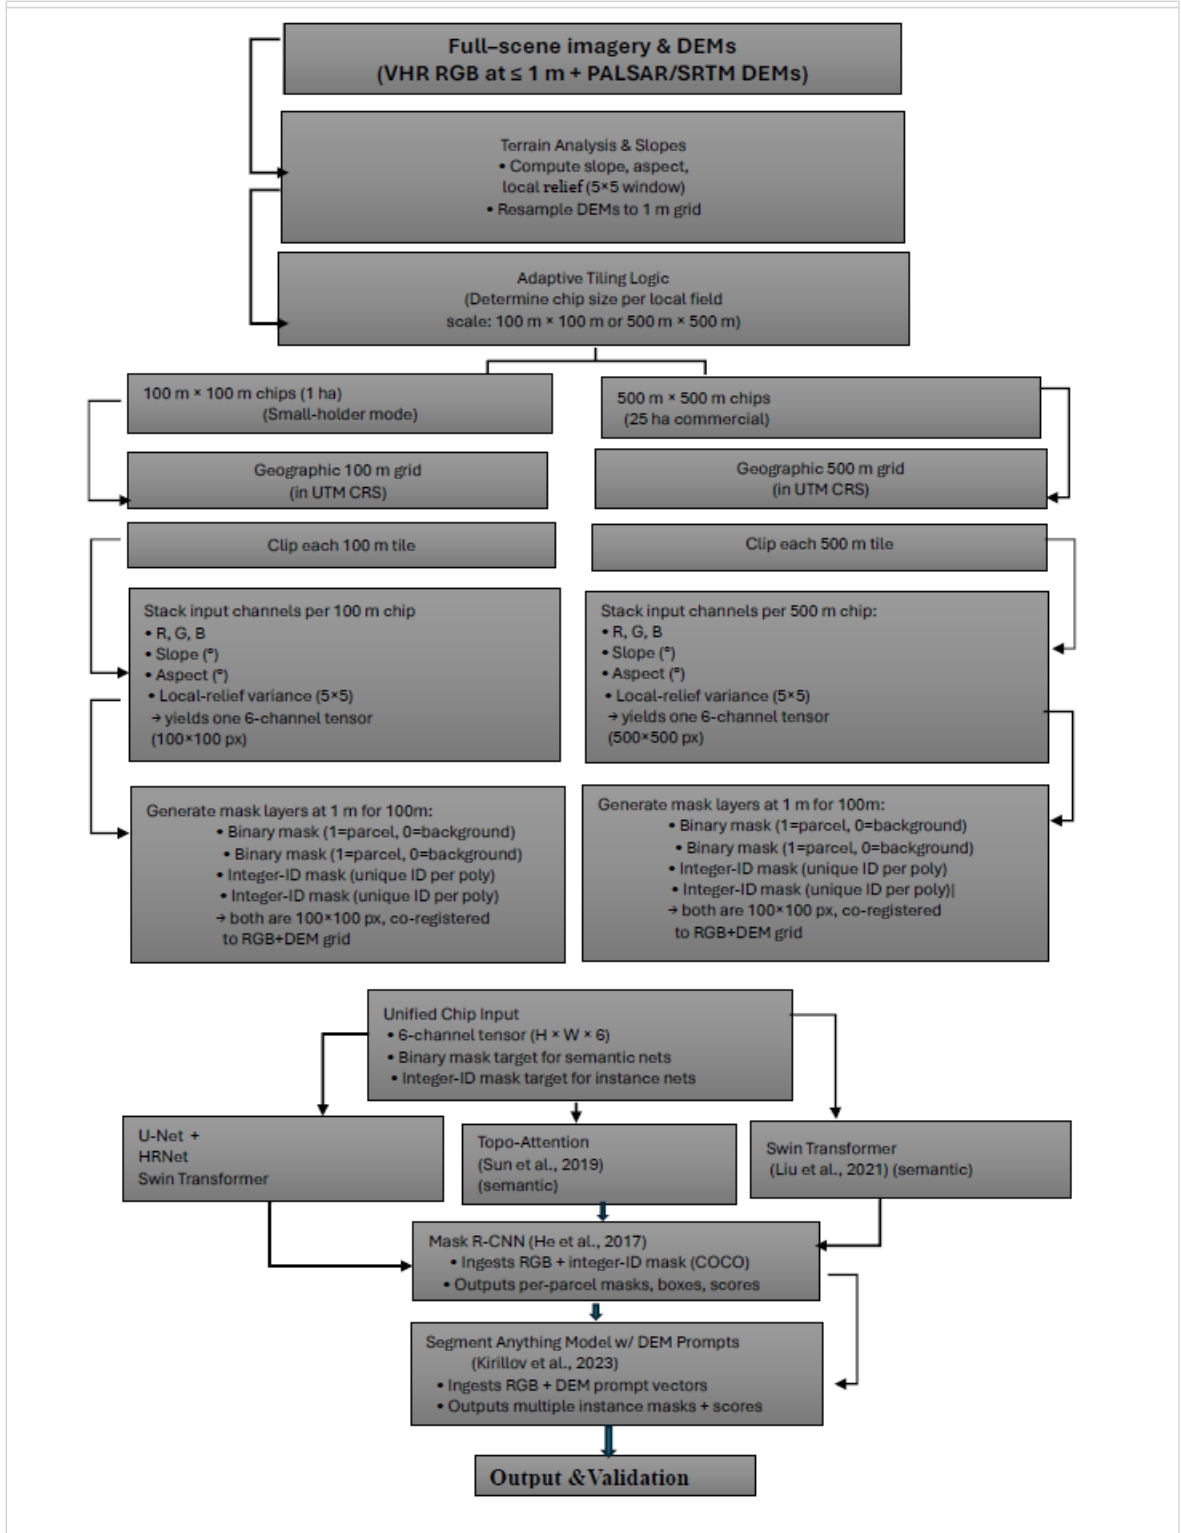 Full–scene imagery & DEMs
(VHR RGB at ≤ 1 m + PALSAR/SRTM DEMs)
Terrain Analysis & Slopes
• Compute slope, aspect,
local relief (5×5 window)
• Resample DEMs to 1 m grid
Adaptive Tiling Logic
(Determine chip size per local field
scale: 100 m × 100 m or 500 m × 500 m)
100 m × 100 m chips (1 ha)
(Small-holder mode)
500 m × 500 m chips
(25 ha commercial)
Geographic 100 m grid
(in UTM CRS)
Geographic 500 m grid
(in UTM CRS)
Clip each 100 m tile
Clip each 500 m tile
Stack input channels per 100 m chip
• R, G, B
• Slope (°)
• Aspect (°)
• Local-relief variance (5×5)
→ yields one 6-channel tensor
(100×100 px)
Stack input channels per 500 m chip:
• R, G, B
• Slope (°)
• Aspect (°)
• Local-relief variance (5×5)
→ yields one 6-channel tensor
(500×500 px)
Generate mask layers at 1 m for 100m:
• Binary mask (1=parcel, 0=background)
• Binary mask (1=parcel, 0=background)
• Integer-ID mask (unique ID per poly)
• Integer-ID mask (unique ID per poly)
→ both are 100×100 px, co-registered
to RGB+DEM grid
Generate mask layers at 1 m for 100m:
• Binary mask (1=parcel, 0=background)
• Binary mask (1=parcel, 0=background)
• Integer-ID mask (unique ID per poly)
• Integer-ID mask (unique ID per poly)|
→ both are 100×100 px, co-registered
to RGB+DEM grid
Unified Chip Input
• 6-channel tensor (H × W × 6)
• Binary mask target for semantic nets
• Integer-ID mask target for instance nets
U-Net +
HRNet
Swin Transformer
Topo-Attention
(Sun et al., 2019)
(semantic)
Swin Transformer
(Liu et al., 2021) (semantic)
Mask R-CNN (He et al., 2017)
• Ingests RGB + integer-ID mask (COCO)
• Outputs per-parcel masks, boxes, scores
Segment Anything Model w/ DEM Prompts
(Kirillov et al., 2023)
• Ingests RGB + DEM prompt vectors
• Outputs multiple instance masks + scores
Output &Validation